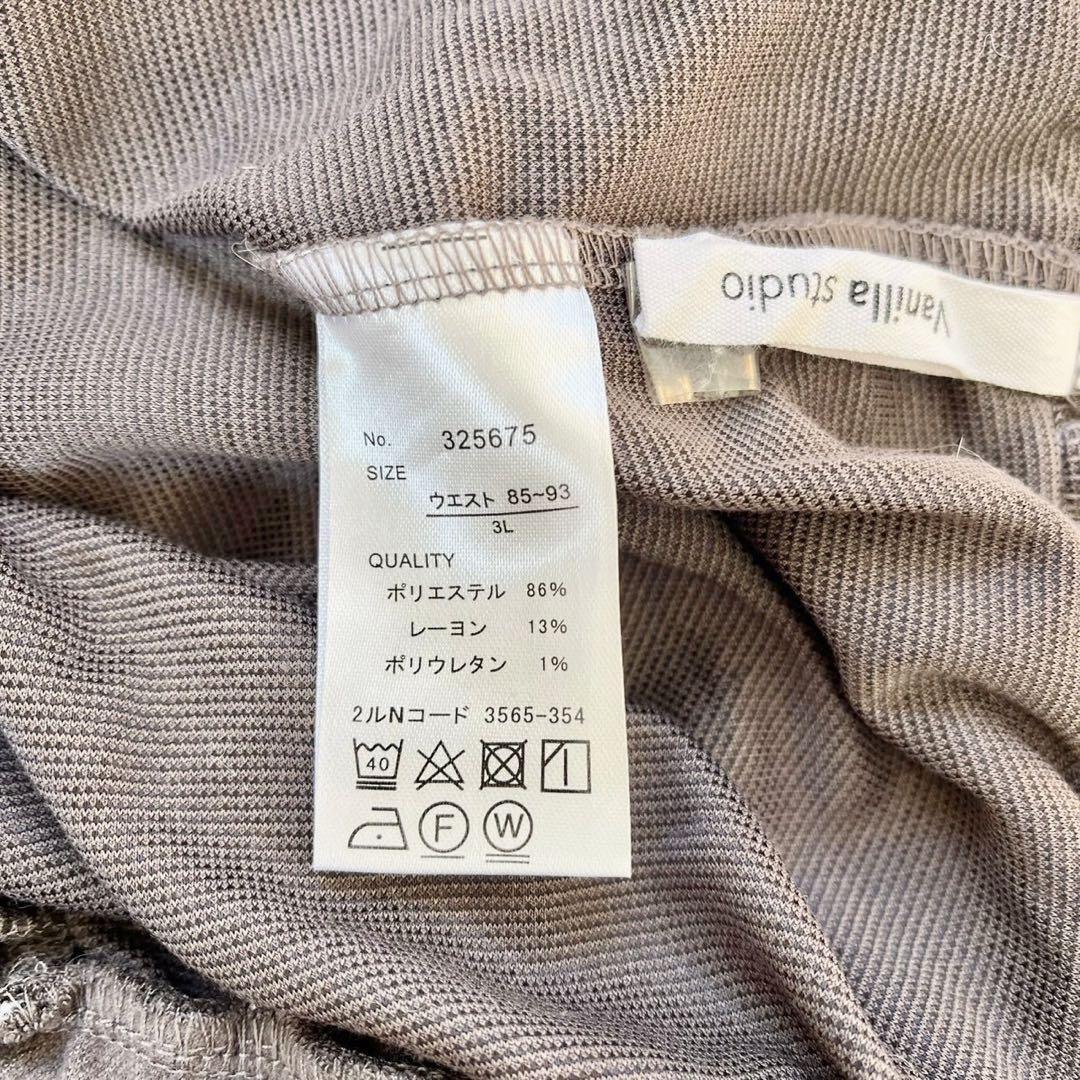 Vanilla studio
No. 325675
SIZE
ウエスト 85~93
3L
QUALITY
ポリエステル 86%
レーヨン 13%
ポリウレタン 1%
2ルNコード 3565-354
40
F W